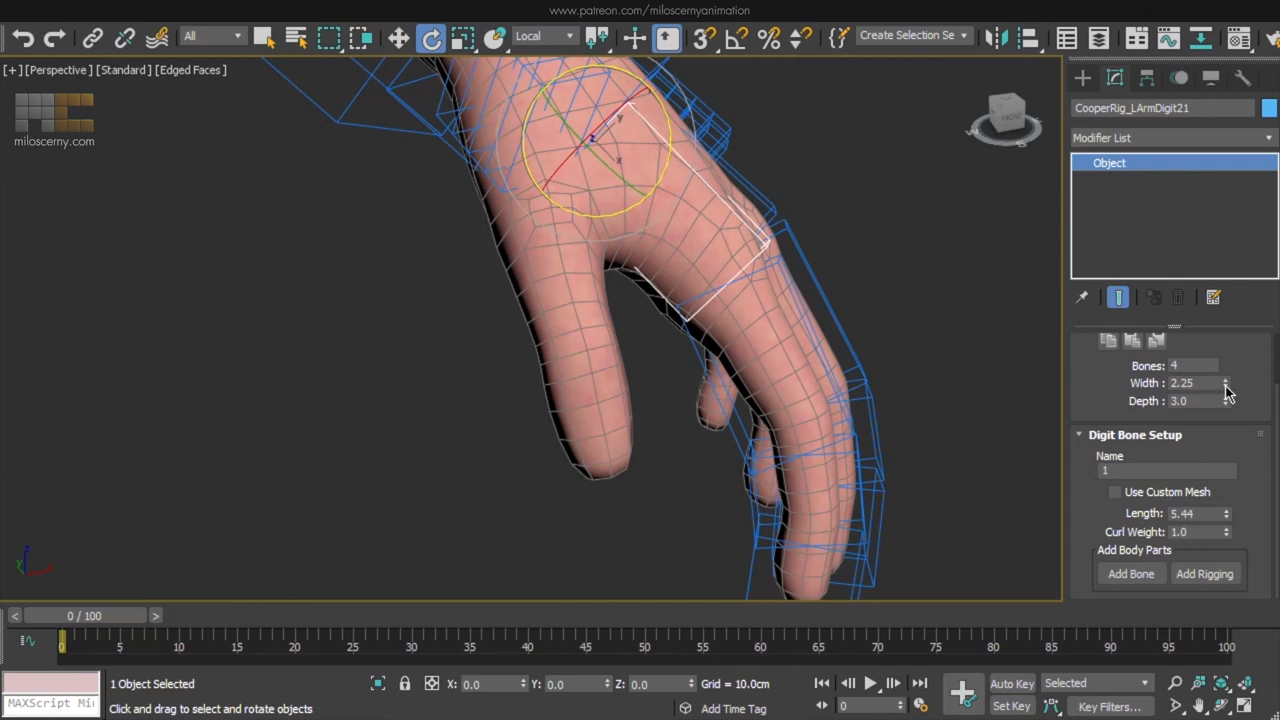 www.patreon.com/miloscernyanimation
All
Local
Create Selection Se
[+] [Perspective] [Standard] [Edged Faces]
miloscerny.com
FRONT
y
z
x
CooperRig_LArmDigit21
Modifier List
Object
Bones: 4
Width: 2.25
Depth: 3.0
Digit Bone Setup
Name
1
Use Custom Mesh
Length: 5.44
Curl Weight: 1.0
Add Body Parts
Add Bone Add Rigging
z
< 0 / 100 >
0 5 10 15 20 25 30 35 40 45 50 55 60 65 70 75 80 85 90 95 100
1 Object Selected
X: 0.0 Y: 0.0 Z: 0.0 Grid = 10.0cm
Auto Key Selected
MAXScript Mi
Click and drag to select and rotate objects
Add Time Tag
0
Set Key Key Filters...